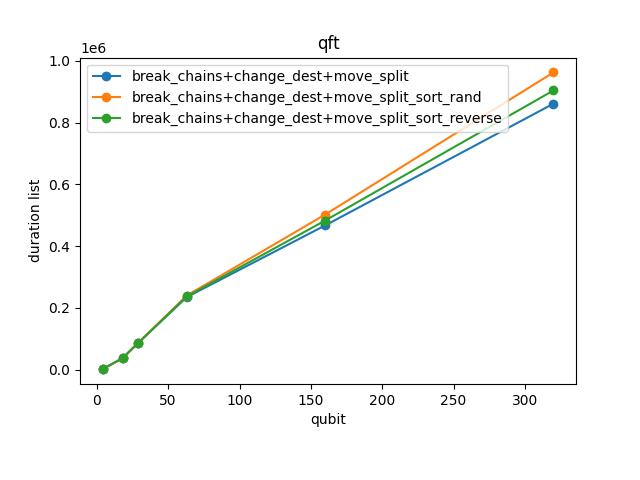 qft
1e6
break_chains+change_dest+move_split
break_chains+change_dest+move_split_sort_rand
break_chains+change_dest+move_split_sort_reverse
1.0
0.8
0.6
0.4
0.2
0.0
duration list
0 50 100 150 200 250 300
qubit